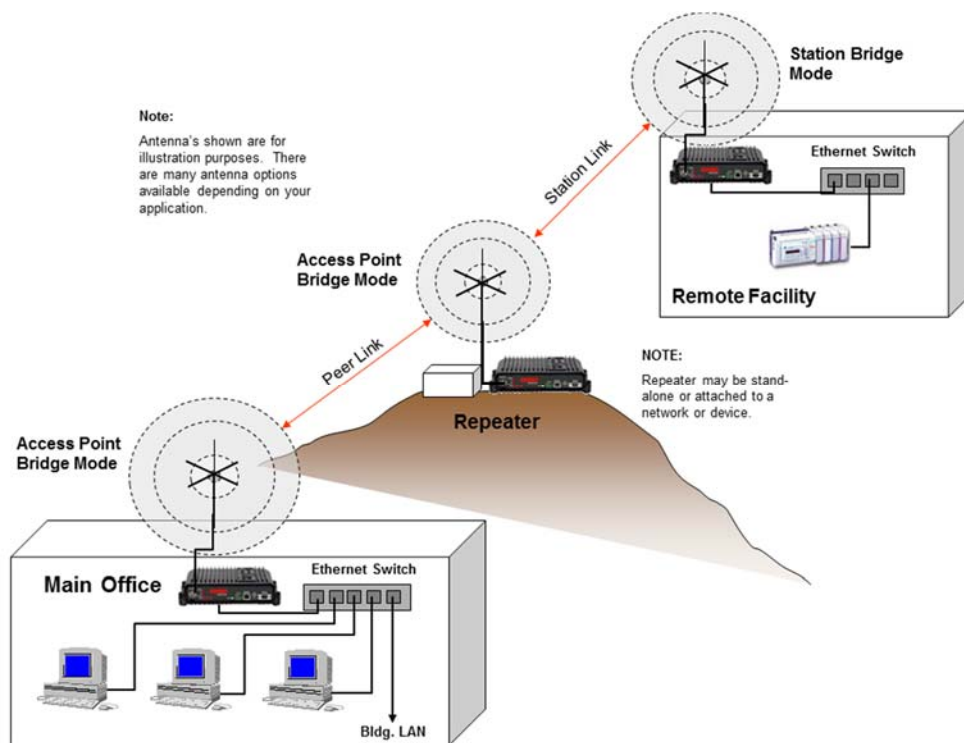 Station Bridge
Mode
Note:
Antenna's shown are for
illustration purposes. There
are many antenna options
available depending on your
application.
Ethernet Switch
Station Link
Access Point
Bridge Mode
Remote Facility
Peer Link
NOTE:
Repeater may be stand-
alone or attached to a
network or device.
Repeater
Access Point
Bridge Mode
Main Office
Ethernet Switch
Bldg. LAN